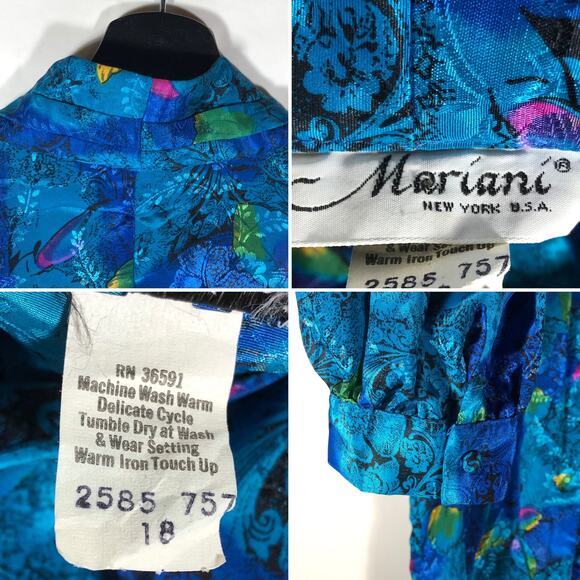 Moriani®
NEW YORK U.S.A.
& Wear Setting
Warm Iron Touch Up
2585 757
RN 36591
Machine Wash Warm
Delicate Cycle
Tumble Dry at Wash
& Wear Setting
Warm Iron Touch Up
2585 757
18